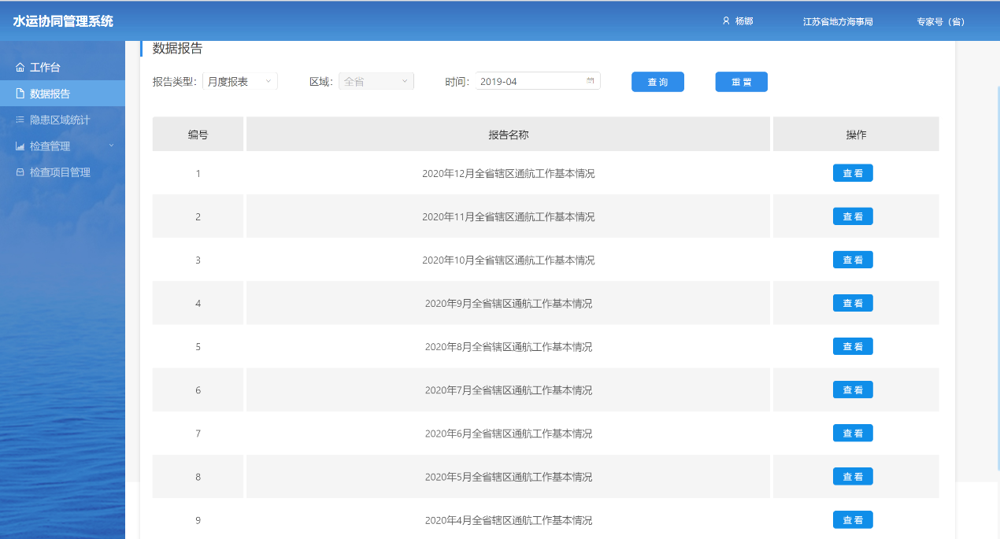 水运协同管理系统
杨娜
江苏省地方海事局
专家号（省）
工作台
数据报告
隐患区域统计
检查管理
检查项目管理
数据报告
报告类型： 月度报表 区域： 全省 时间： 2019-04 查询 重置
编号 报告名称 操作
1 2020年12月全省辖区通航工作基本情况 查看
2 2020年11月全省辖区通航工作基本情况 查看
3 2020年10月全省辖区通航工作基本情况 查看
4 2020年9月全省辖区通航工作基本情况 查看
5 2020年8月全省辖区通航工作基本情况 查看
6 2020年7月全省辖区通航工作基本情况 查看
7 2020年6月全省辖区通航工作基本情况 查看
8 2020年5月全省辖区通航工作基本情况 查看
9 2020年4月全省辖区通航工作基本情况 查看